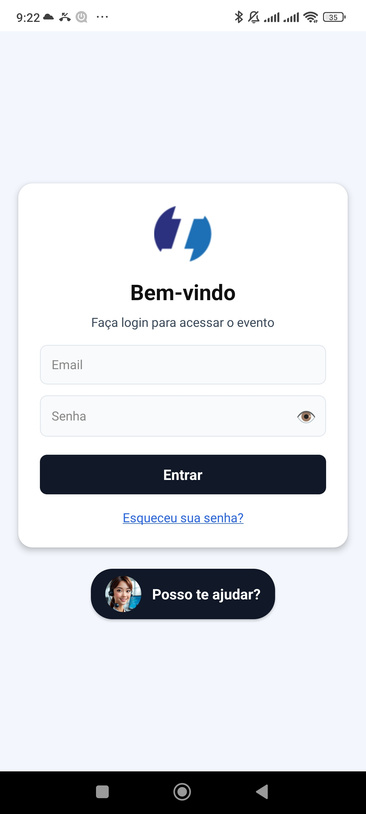 9:22
35
Bem-vindo
Faça login para acessar o evento
Email
Senha
Entrar
Esqueceu sua senha?
Posso te ajudar?